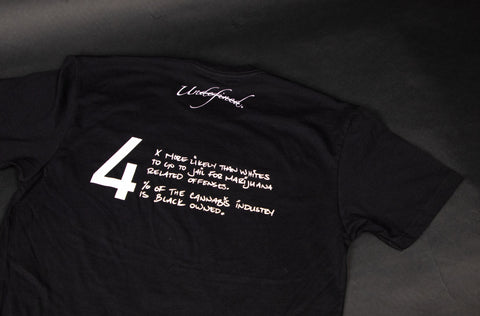 Undefined.
4
X MORE LIKELY THAN WHITES
TO GO TO JAIL FOR MARIJUANA
RELATED OFFENSES.
% OF THE CANNABIS INDUSTRY
IS BLACK OWNED.